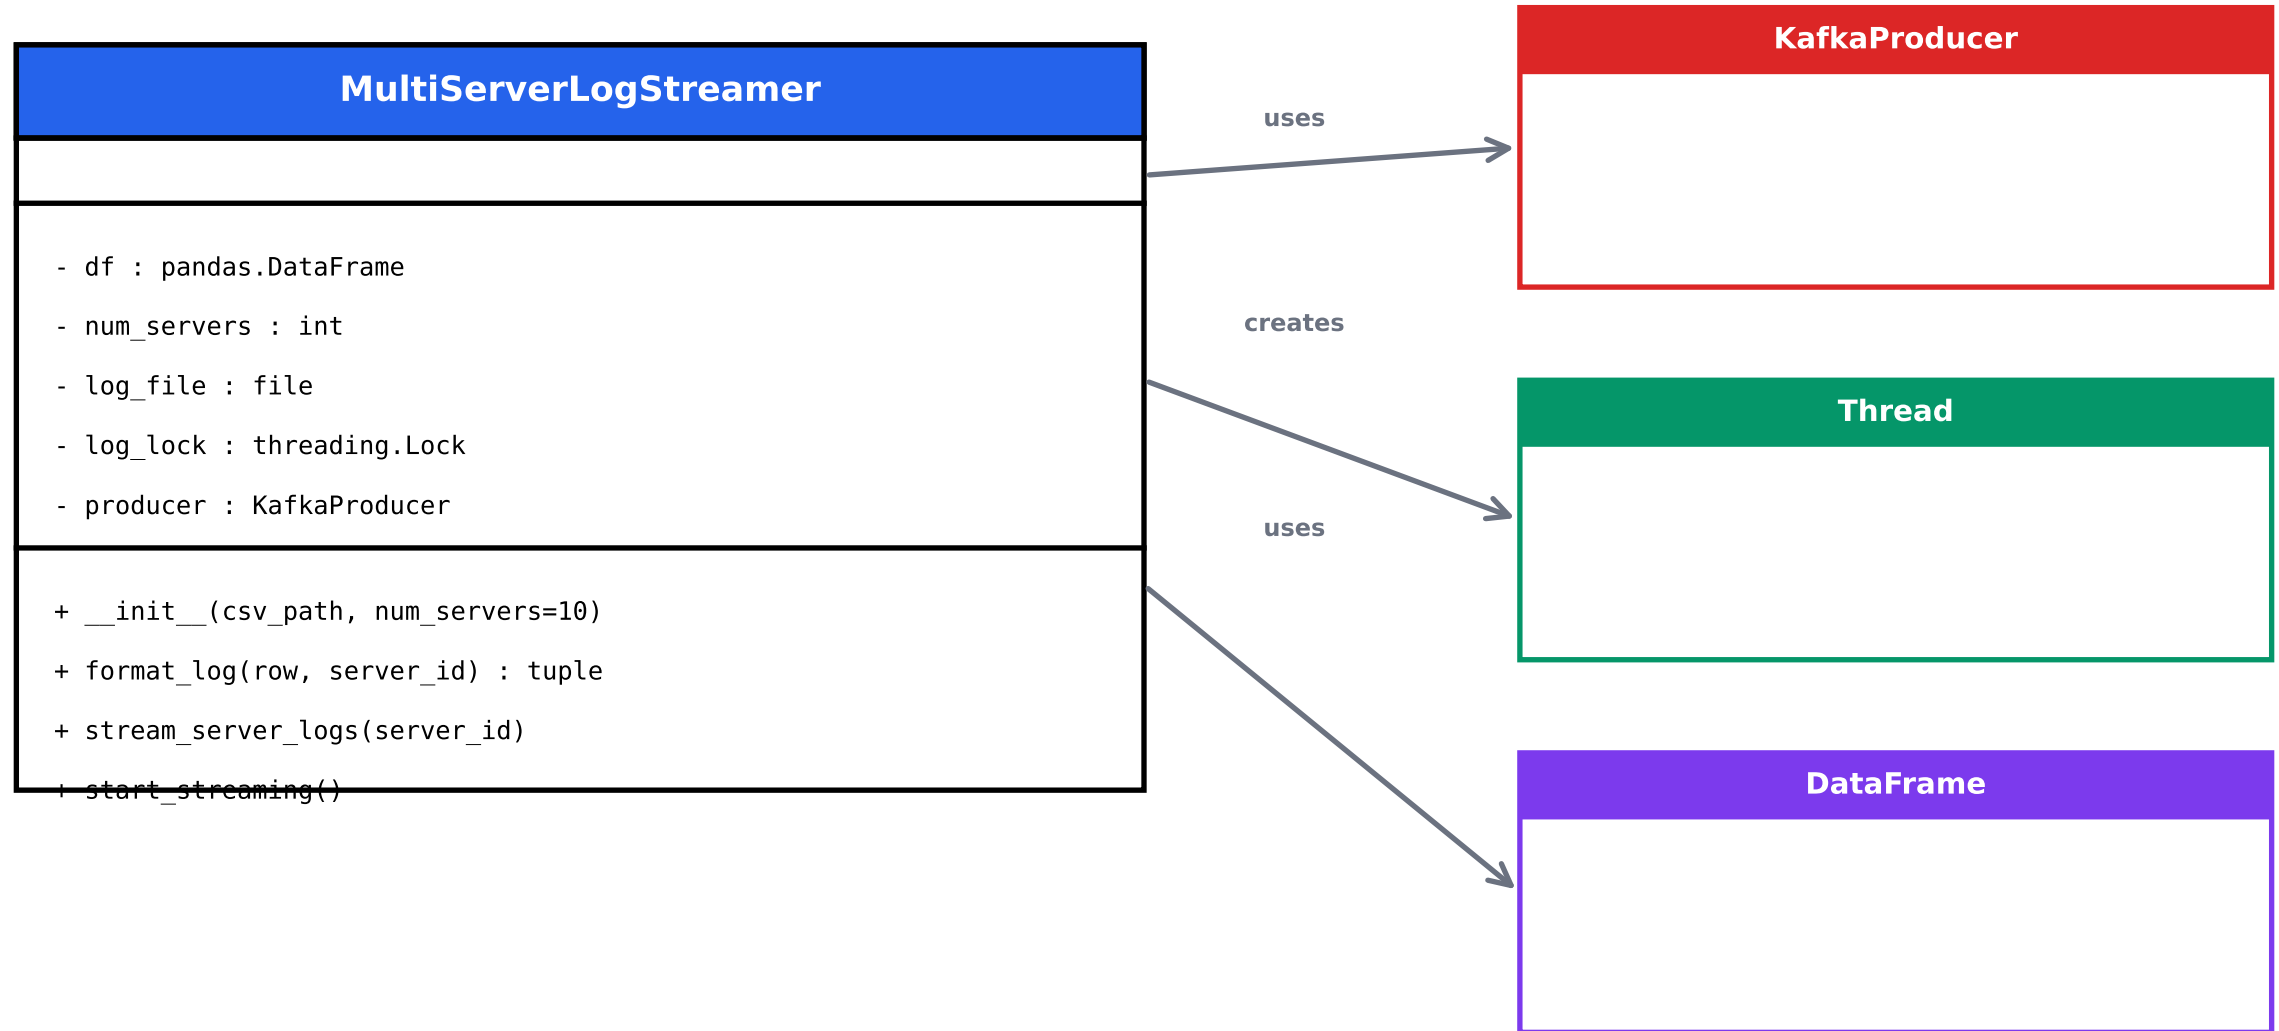 MultiServerLogStreamer
- df : pandas.DataFrame
- num_servers : int
- log_file : file
- log_lock : threading.Lock
- producer : KafkaProducer
+ __init__(csv_path, num_servers=10)
+ format_log(row, server_id) : tuple
+ stream_server_logs(server_id)
+ start_streaming()
uses
creates
uses
KafkaProducer
Thread
DataFrame